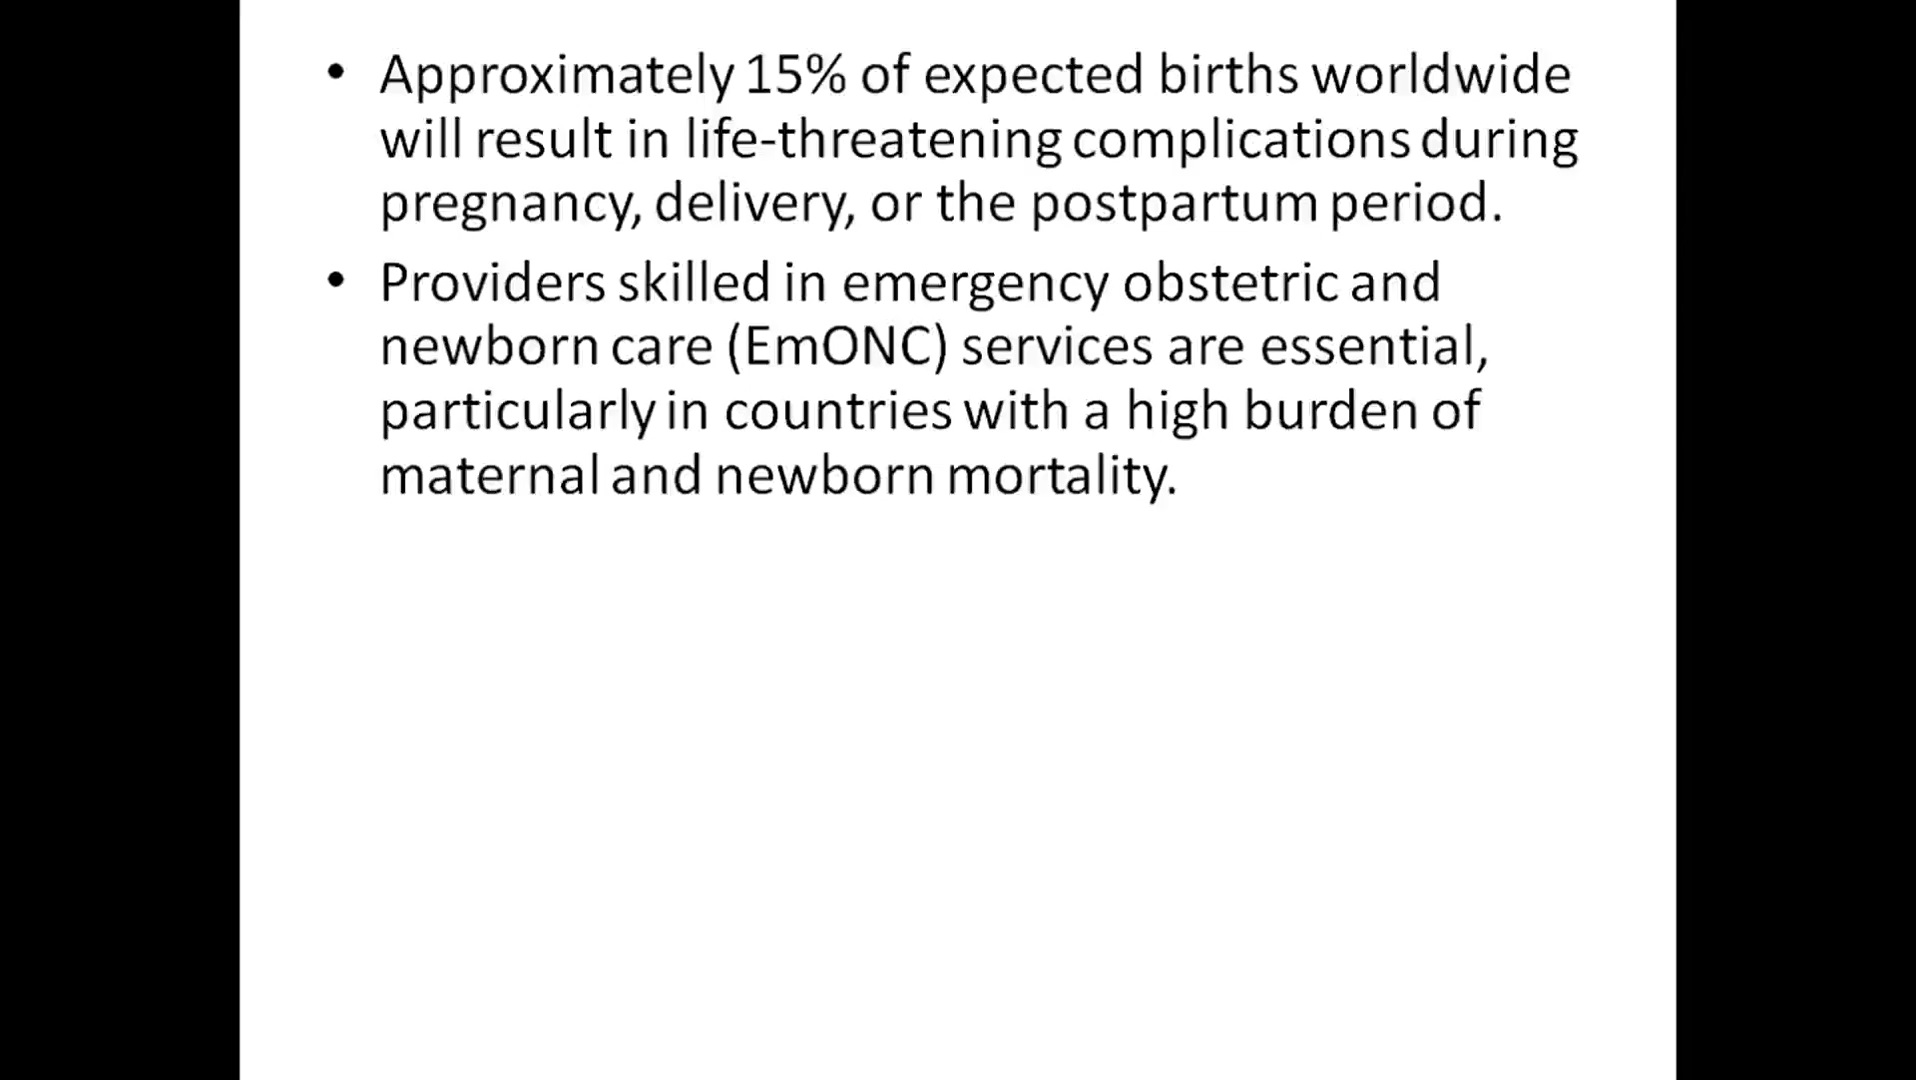 • Approximately 15% of expected births worldwide
will result in life-threatening complications during
pregnancy, delivery, or the postpartum period.
• Providers skilled in emergency obstetric and
newborn care (EmONC) services are essential,
particularly in countries with a high burden of
maternal and newborn mortality.